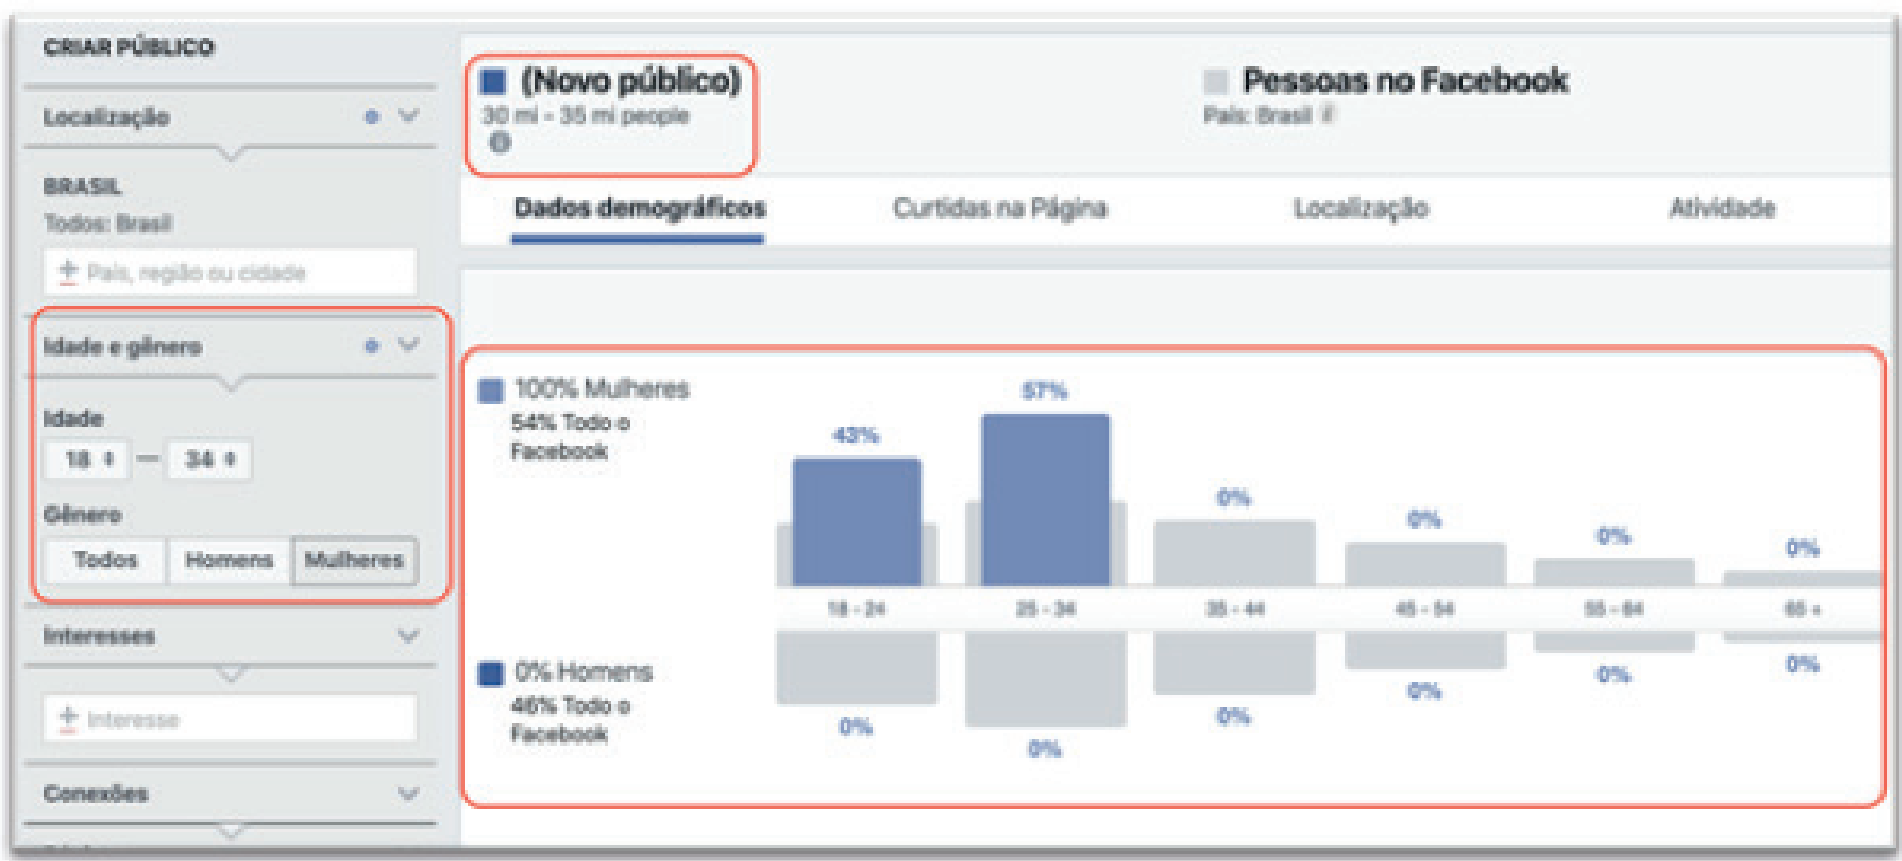 CRIAR PÚBLICO
Localização
BRASIL
Todos: Brasil
+ País, região ou cidade
Idade e gênero
Idade
18 — 34
Gênero
Todos Homens Mulheres
Interesses
+ Interesse
Conexões
(Novo público)
30 mi - 35 mi people
Pessoas no Facebook
País: Brasil
Dados demográficos Curtidas na Página Localização Atividade
100% Mulheres
54% Todo o
Facebook
43% 57% 0% 0% 0% 0%
18 - 24 25 - 34 35 - 44 45 - 54 55 - 64 65 +
0% Homens
46% Todo o
Facebook
0% 0% 0% 0% 0% 0%